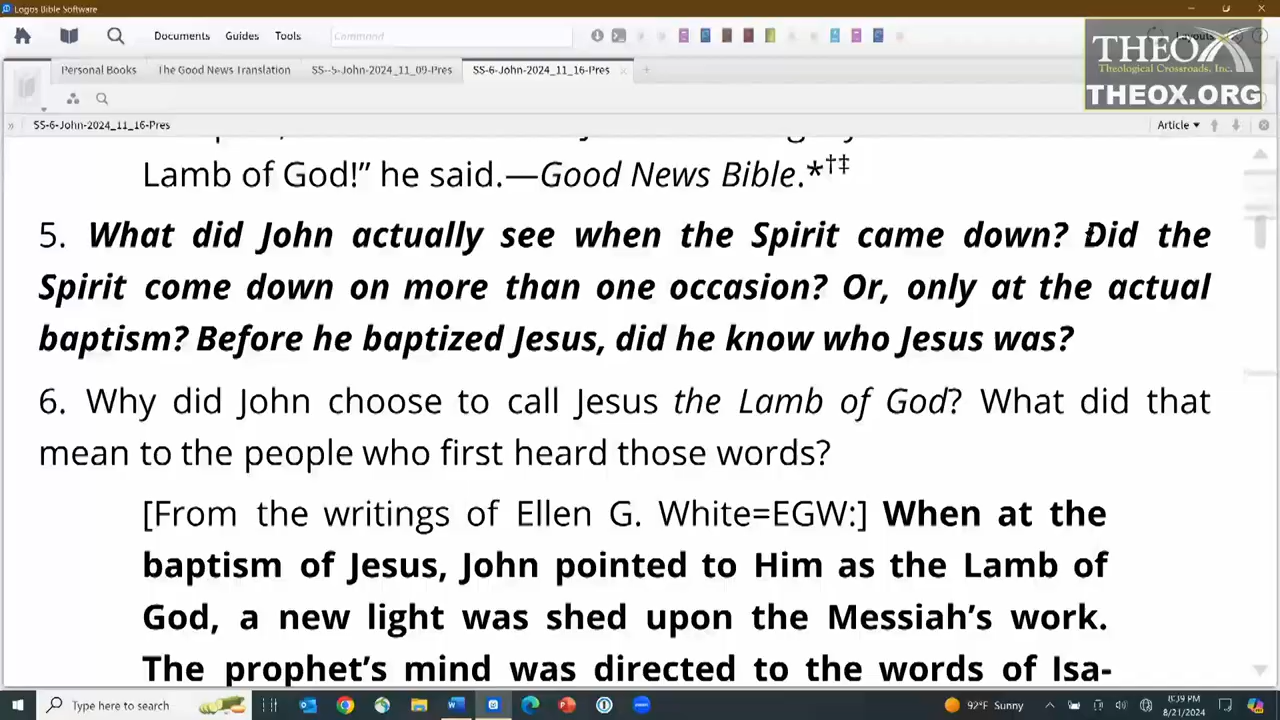 Logos Bible Software
Documents Guides Tools Command
THEOX
Theological Crossroads, Inc.
THEOX.ORG
Personal Books The Good News Translation SS-6-John-2024_11_16-Pres
SS-6-John-2024_11_16-Pres Article
Lamb of God!” he said.—Good News Bible.*†‡
5. What did John actually see when the Spirit came down? Did the
Spirit come down on more than one occasion? Or, only at the actual
baptism? Before he baptized Jesus, did he know who Jesus was?
6. Why did John choose to call Jesus the Lamb of God? What did that
mean to the people who first heard those words?
[From the writings of Ellen G. White=EGW:] When at the
baptism of Jesus, John pointed to Him as the Lamb of
God, a new light was shed upon the Messiah’s work.
The prophet’s mind was directed to the words of Isa-
Type here to search 92°F Sunny 8:39 PM
8/21/2024